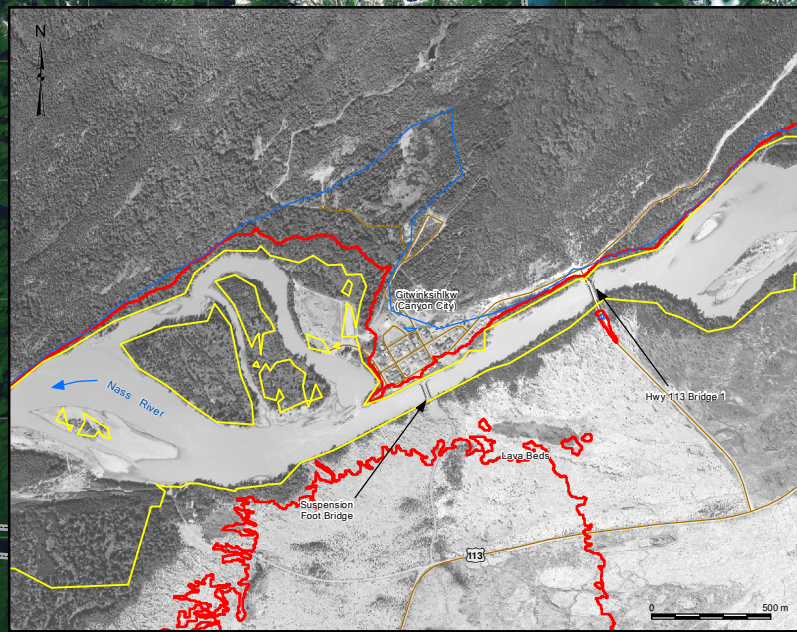 N
Gitwinksihlkw
(Canyon City)
Nass River
Hwy 113 Bridge 1
Lava Beds
Suspension
Foot Bridge
113
0 500 m